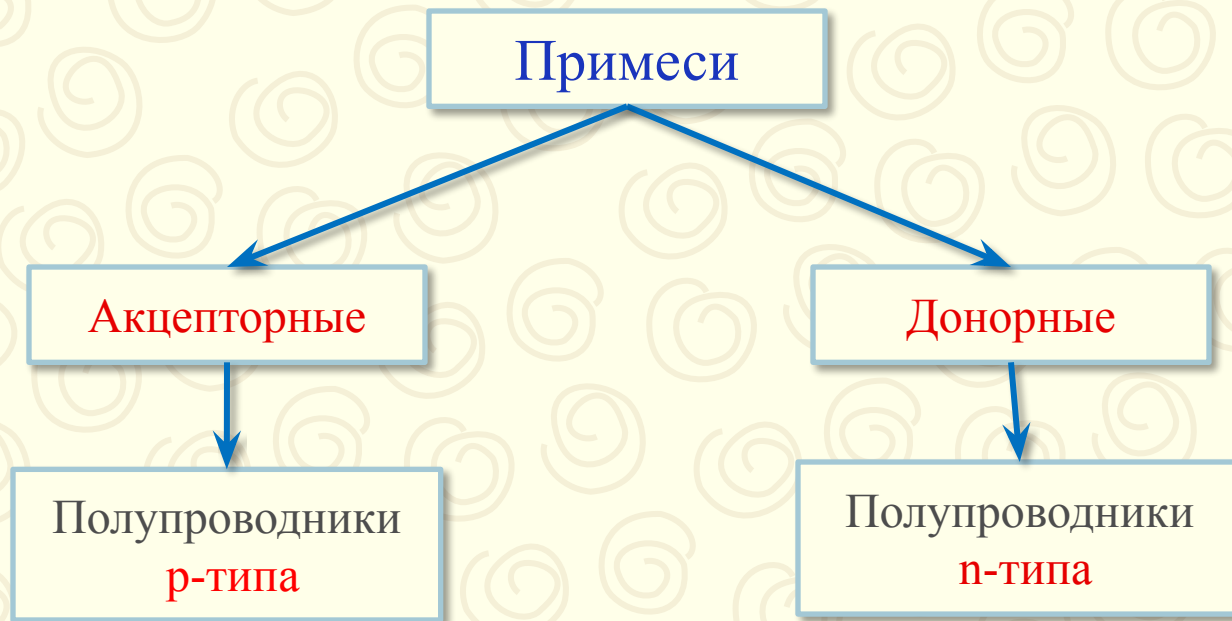 Примеси
Акцепторные
Донорные
Полупроводники
p-типа
Полупроводники
n-типа